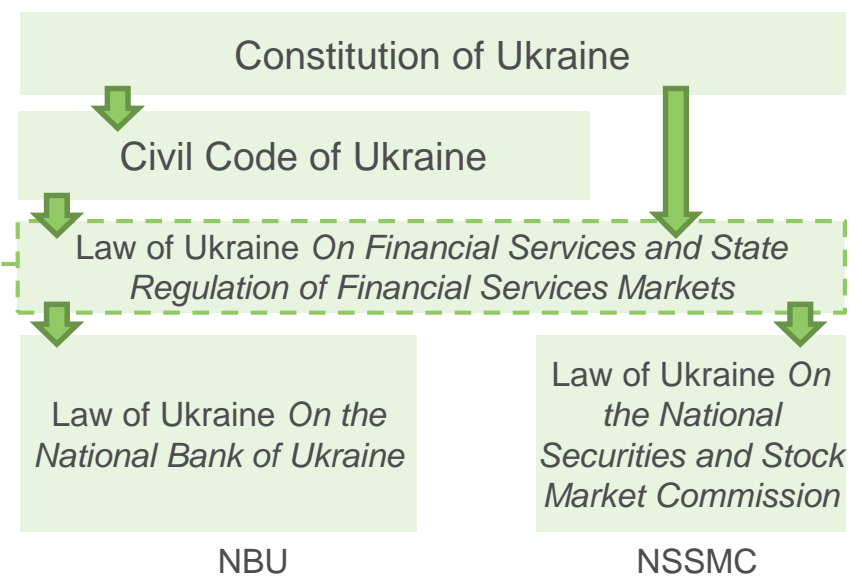 Constitution of Ukraine
Civil Code of Ukraine
Law of Ukraine On Financial Services and State
Regulation of Financial Services Markets
Law of Ukraine On the
National Bank of Ukraine
Law of Ukraine On
the National
Securities and Stock
Market Commission
NBU
NSSMC